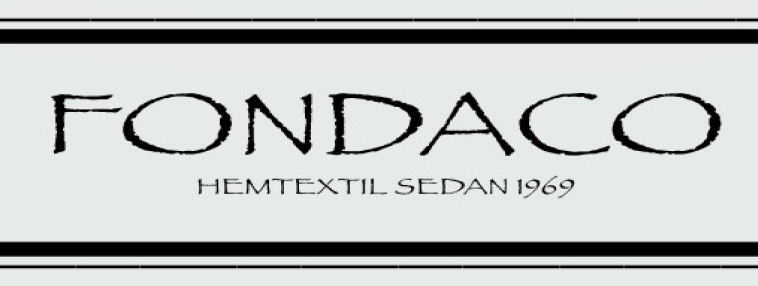 FONDACO
HEMTEXTIL SEDAN 1969